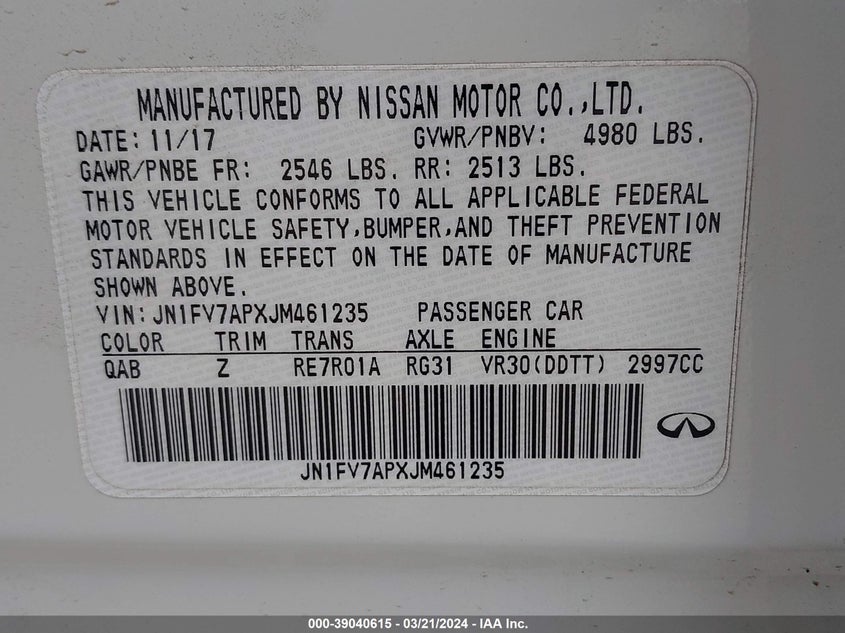 MANUFACTURED BY NISSAN MOTOR CO.,LTD.
DATE: 11/17 GVWR/PNBV: 4980 LBS.
GAWR/PNBE FR: 2546 LBS. RR: 2513 LBS.
THIS VEHICLE CONFORMS TO ALL APPLICABLE FEDERAL
MOTOR VEHICLE SAFETY,BUMPER,AND THEFT PREVENTION
STANDARDS IN EFFECT ON THE DATE OF MANUFACTURE
SHOWN ABOVE.
VIN: JN1FV7APXJM461235 PASSENGER CAR
COLOR TRIM TRANS AXLE ENGINE
QAB Z RE7R01A RG31 VR30(DDTT) 2997CC
JN1FV7APXJM461235
000-39040615 - 03/21/2024 - IAA Inc.